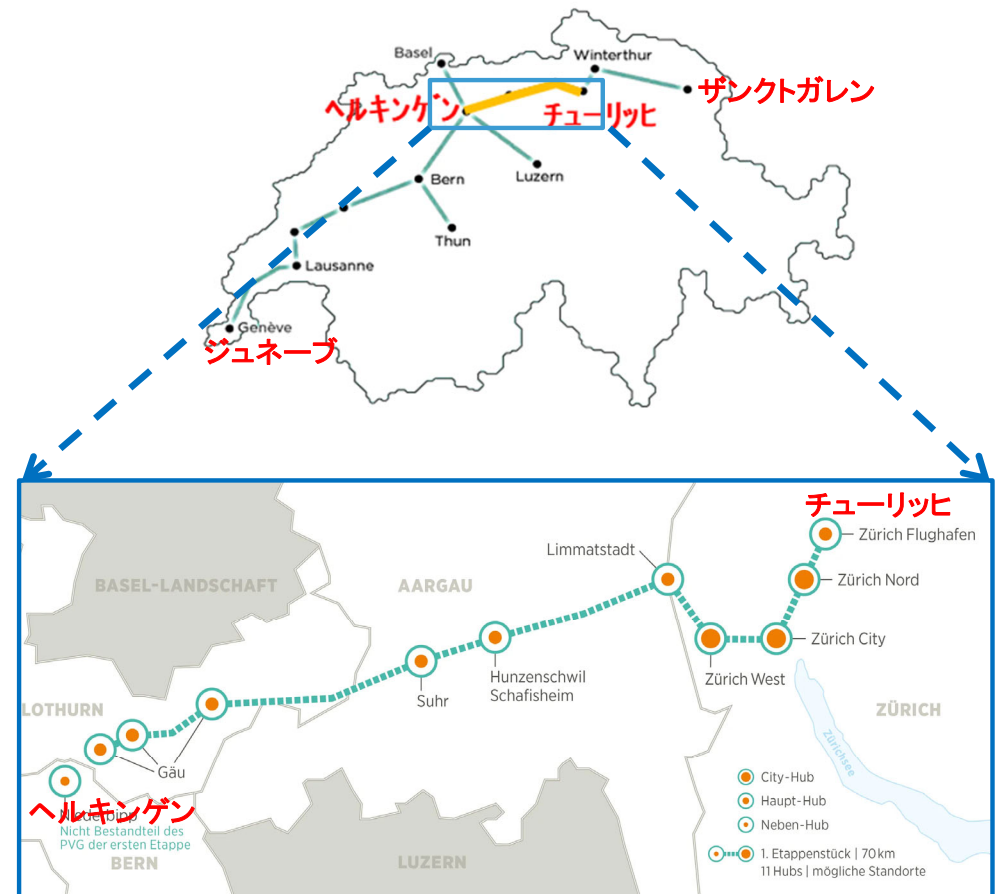 Basel
Winterthur
ヘルキンゲン
チューリッヒ
ザンクトガレン
Bern
Luzern
Thun
Lausanne
Genève
ジュネーブ
チューリッヒ
Zürich Flughafen
Limmatstadt
BASEL-LANDSCHAFT
AARGAU
Zürich Nord
Zürich City
Hunzenschwil
Schafisheim
Zürich West
Suhr
LOTHURN
ZÜRICH
Zürichsee
Gäu
ヘルキンゲン
Niederbipp
Nicht Bestandteil des
PVG der ersten Etappe
BERN
LUZERN
City-Hub
Haupt-Hub
Neben-Hub
1. Etappenstück | 70 km
11 Hubs | mögliche Standorte